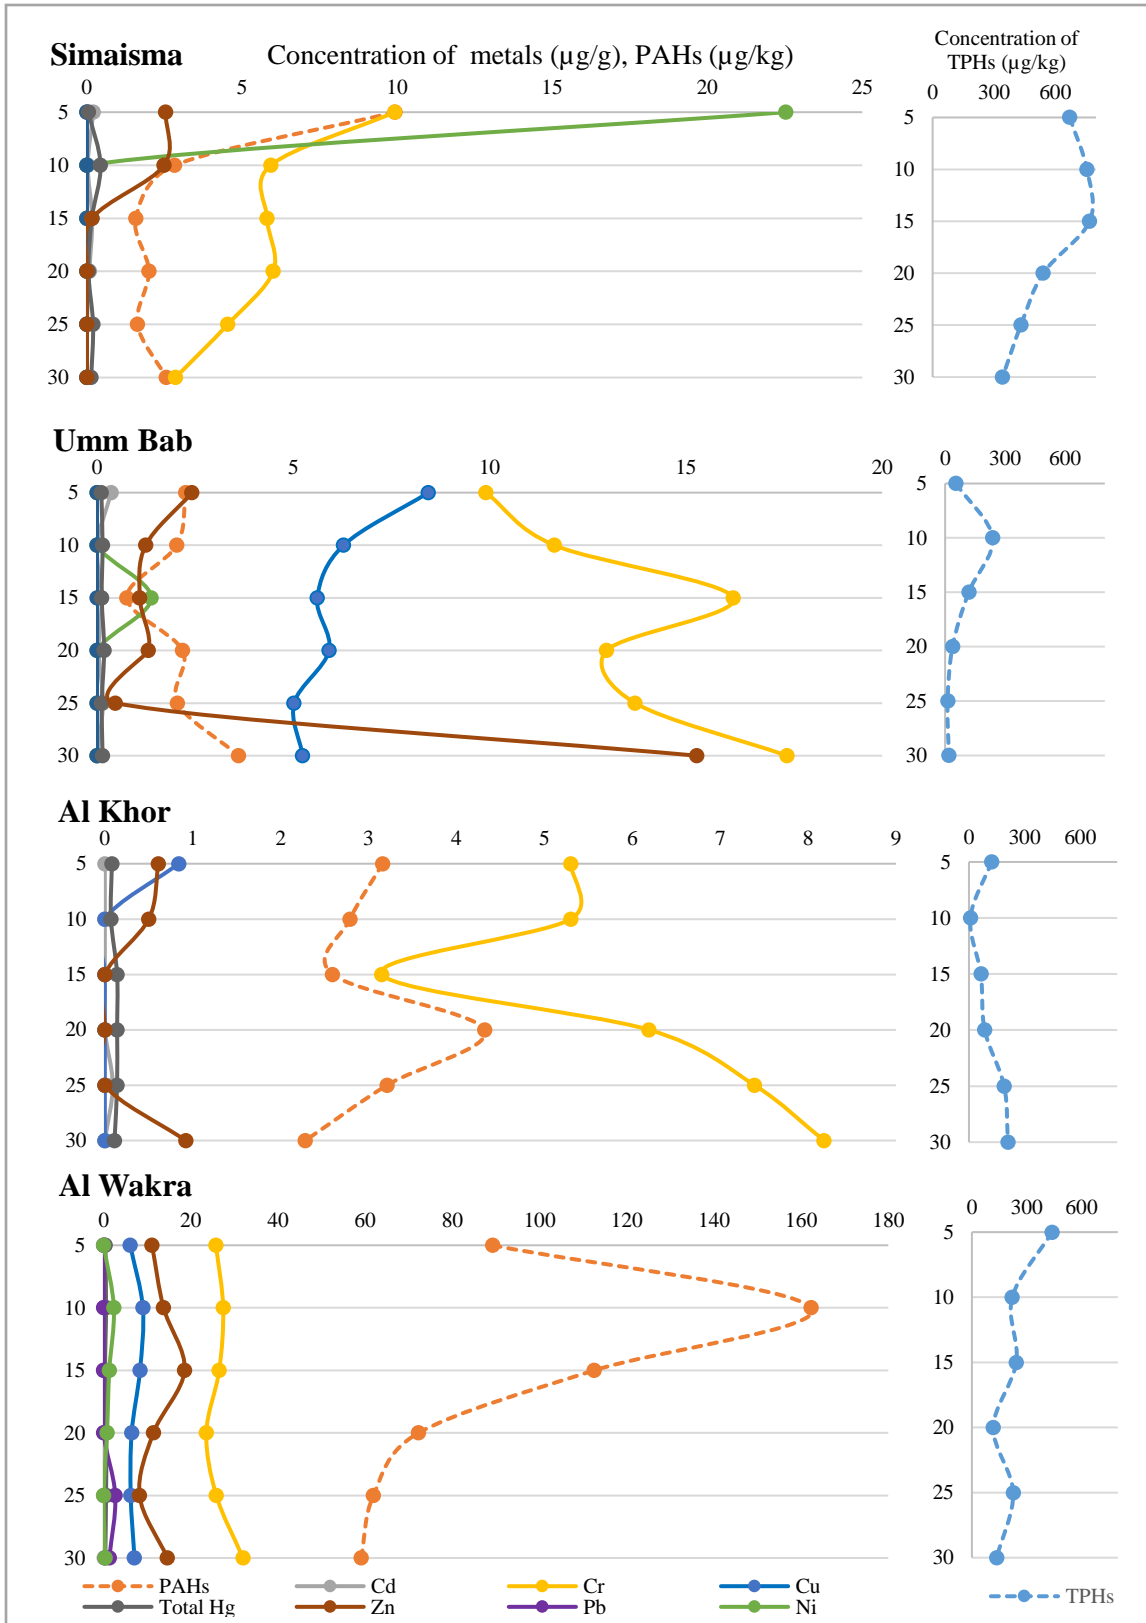 Simaisma
Concentration of metals (µg/g), PAHs (µg/kg)
Concentration of
TPHs (µg/kg)
0 5 10 15 20 25
0 300 600
5
10
15
20
25
30
5
10
15
20
25
30
Umm Bab
0 5 10 15 20
0 300 600
5
10
15
20
25
30
5
10
15
20
25
30
Al Khor
0 1 2 3 4 5 6 7 8 9
0 300 600
5
10
15
20
25
30
5
10
15
20
25
30
Al Wakra
0 20 40 60 80 100 120 140 160 180
0 300 600
5
10
15
20
25
30
5
10
15
20
25
30
PAHs Cd Cr Cu
Total Hg Zn Pb Ni
TPHs